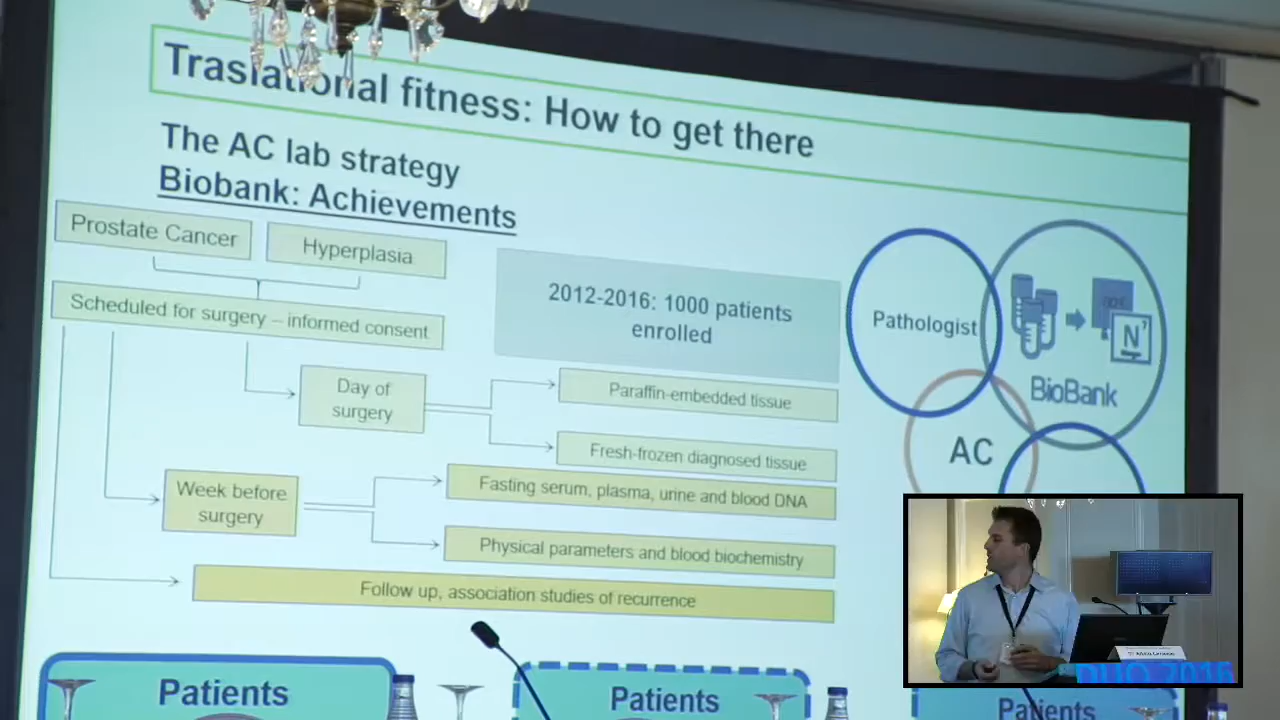 Traslational fitness: How to get there
The AC lab strategy
Biobank: Achievements
Prostate Cancer
Hyperplasia
Scheduled for surgery – informed consent
2012-2016: 1000 patients
enrolled
Day of
surgery
Paraffin-embedded tissue
Fresh-frozen diagnosed tissue
Week before
surgery
Fasting serum, plasma, urine and blood DNA
Physical parameters and blood biochemistry
Follow up, association studies of recurrence
Pathologist
N
BioBank
AC
Patients
Patients
Patients
2016